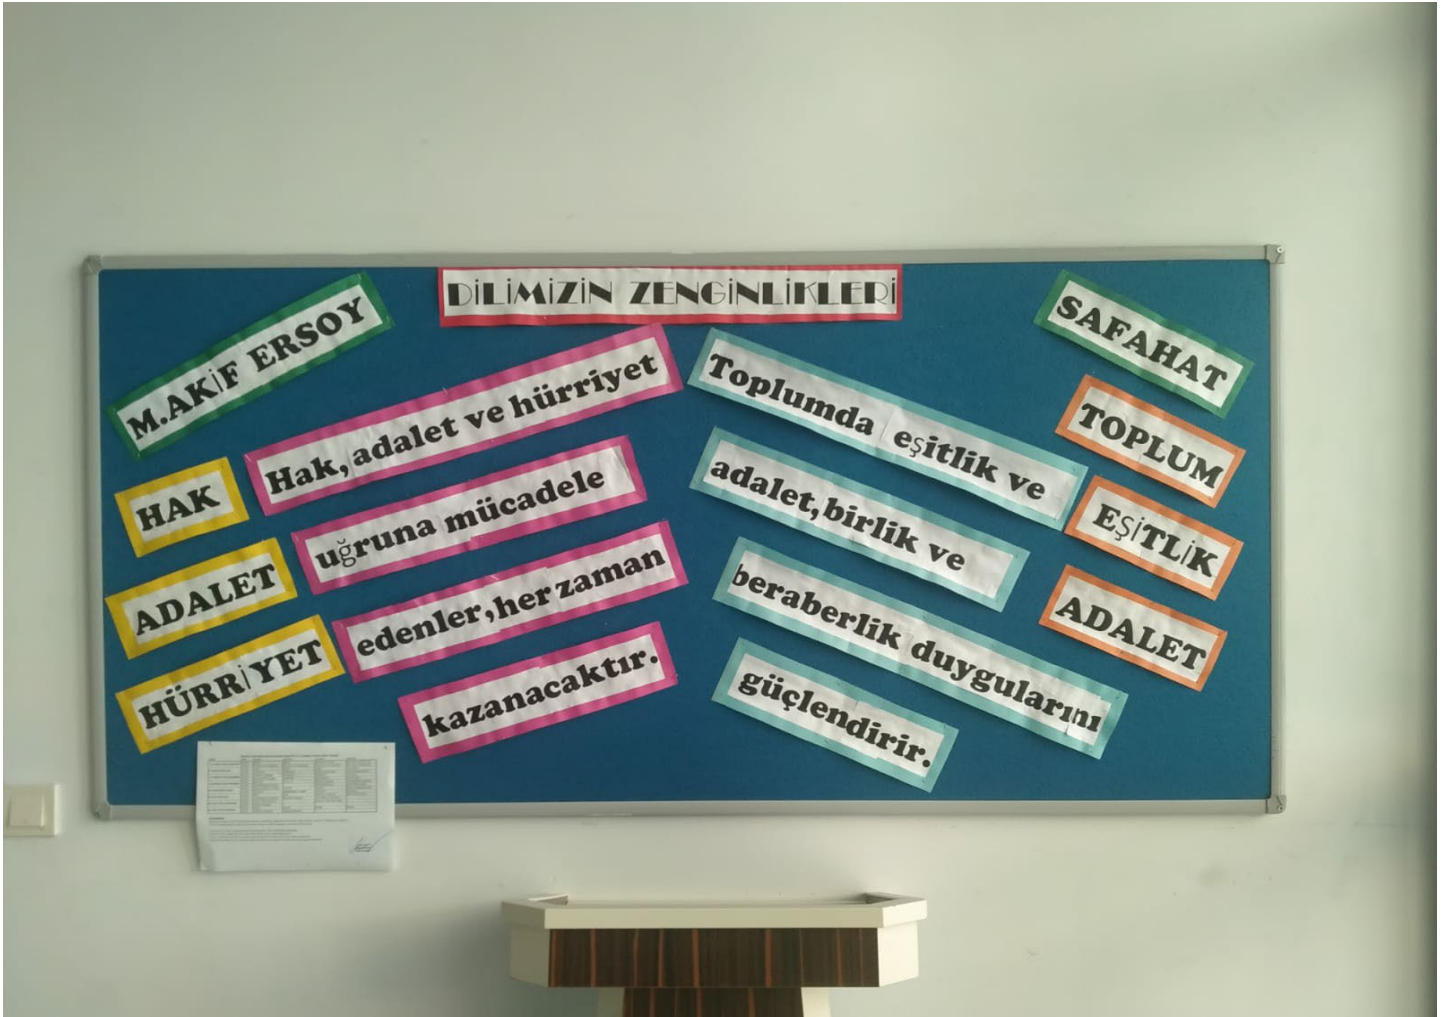 DİLİMİZİN ZENGİNLİKLERİ
M.AKİF ERSOY
HAK
ADALET
HÜRRİYET
Hak, adalet ve hürriyet
uğruna mücadele
edenler, her zaman
kazanacaktır.
Toplumda eşitlik ve
adalet, birlik ve
beraberlik duygularını
güçlendirir.
SAFAHAT
TOPLUM
EŞİTLİK
ADALET